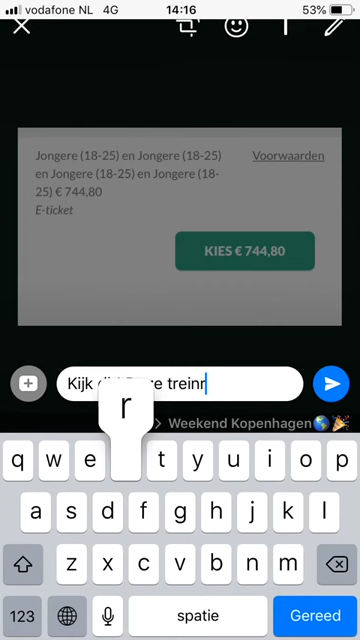 vodafone NL 4G 14:16 53%
Jongere (18-25) en Jongere (18-25) Voorwaarden
en Jongere (18-25) en Jongere (18-
25) € 744,80
E-ticket
KIES € 744,80
Kijk treinr
r
> Weekend Kopenhagen🌎🎉
q w e t y u i o p
a s d f g h j k l
z x c v b n m
123 spatie Gereed